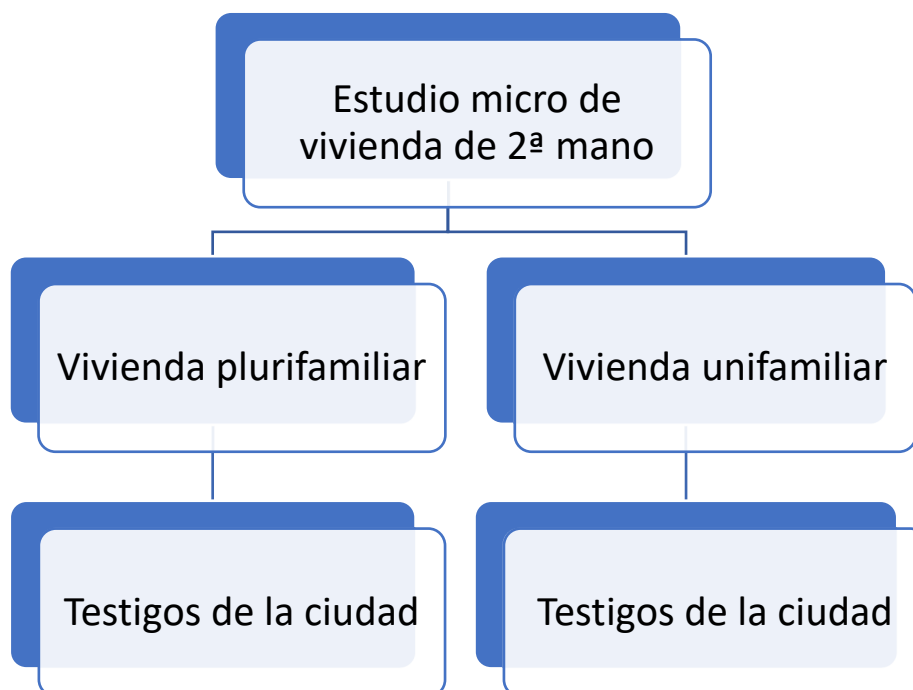 Estudio micro de
vivienda de 2ª mano
Vivienda plurifamiliar
Vivienda unifamiliar
Testigos de la ciudad
Testigos de la ciudad